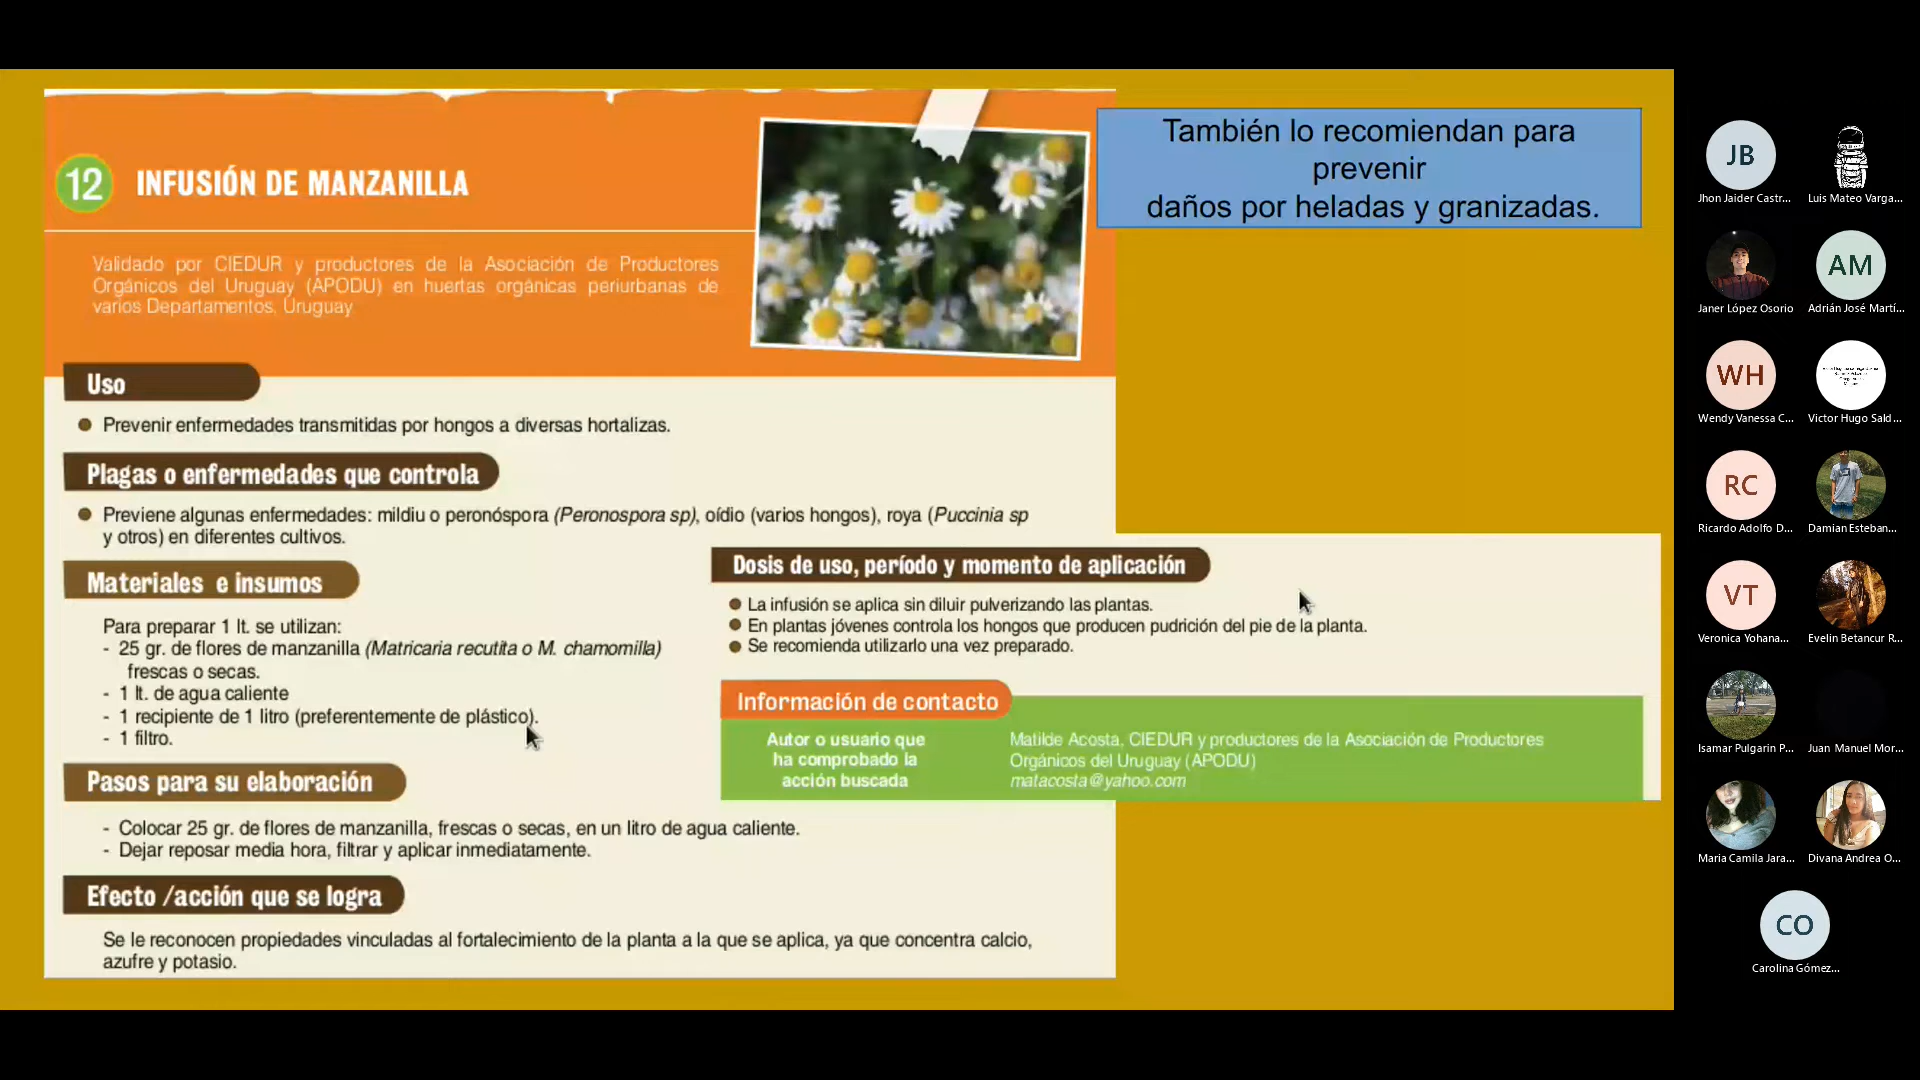 12
INFUSIÓN DE MANZANILLA
Validado por CIEDUR y productores de la Asociación de Productores
Orgánicos del Uruguay (APODU) en huertas orgánicas periurbanas de
varios Departamentos, Uruguay
También lo recomiendan para
prevenir
daños por heladas y granizadas.
Uso
Prevenir enfermedades transmitidas por hongos a diversas hortalizas.
Plagas o enfermedades que controla
Previene algunas enfermedades: mildiu o peronóspora (Peronospora sp), oídio (varios hongos), roya (Puccinia sp
y otros) en diferentes cultivos.
Materiales e insumos
Para preparar 1 lt. se utilizan:
- 25 gr. de flores de manzanilla (Matricaria recutita o M. chamomilla)
frescas o secas.
- 1 lt. de agua caliente
- 1 recipiente de 1 litro (preferentemente de plástico).
- 1 filtro.
Pasos para su elaboración
- Colocar 25 gr. de flores de manzanilla, frescas o secas, en un litro de agua caliente.
- Dejar reposar media hora, filtrar y aplicar inmediatamente.
Efecto /acción que se logra
Se le reconocen propiedades vinculadas al fortalecimiento de la planta a la que se aplica, ya que concentra calcio,
azufre y potasio.
Dosis de uso, período y momento de aplicación
La infusión se aplica sin diluir pulverizando las plantas.
En plantas jóvenes controla los hongos que producen pudrición del pie de la planta.
Se recomienda utilizarlo una vez preparado.
Información de contacto
Autor o usuario que
ha comprobado la
acción buscada
Matilde Acosta, CIEDUR y productores de la Asociación de Productores
Orgánicos del Uruguay (APODU)
matacosta@yahoo.com
JB
Jhon Jaider Castr...
Luis Mateo Varga...
Janer López Osorio
AM
Adrián José Martí...
WH
Wendy Vanessa C...
Victor Hugo Sald...
RC
Ricardo Adolfo D...
Damian Esteban...
VT
Veronica Yohana...
Evelin Betancur R...
Isamar Pulgarin P...
Juan Manuel Mor...
Maria Camila Jara...
Divana Andrea O...
CO
Carolina Gómez...